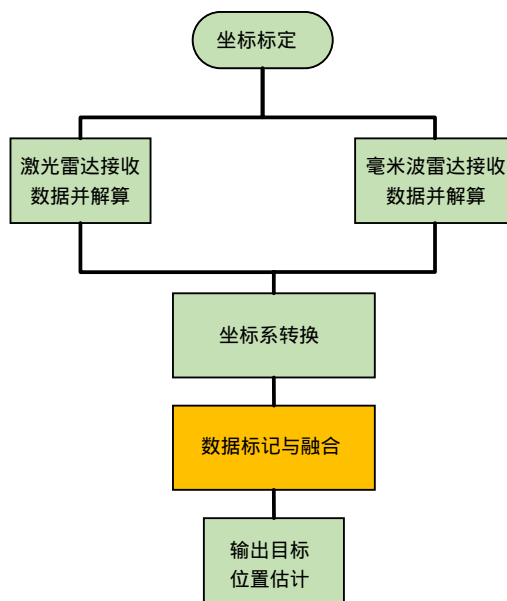 坐标标定
激光雷达接收
数据并解算
毫米波雷达接收
数据并解算
坐标系转换
数据标记与融合
输出目标
位置估计